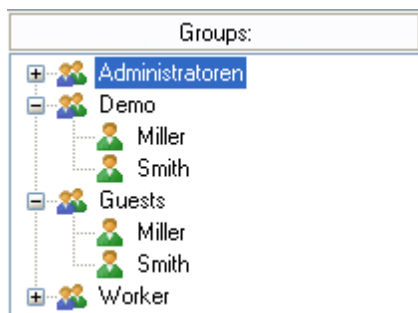 Groups:
Administratoren
Demo
Miller
Smith
Guests
Miller
Smith
Worker